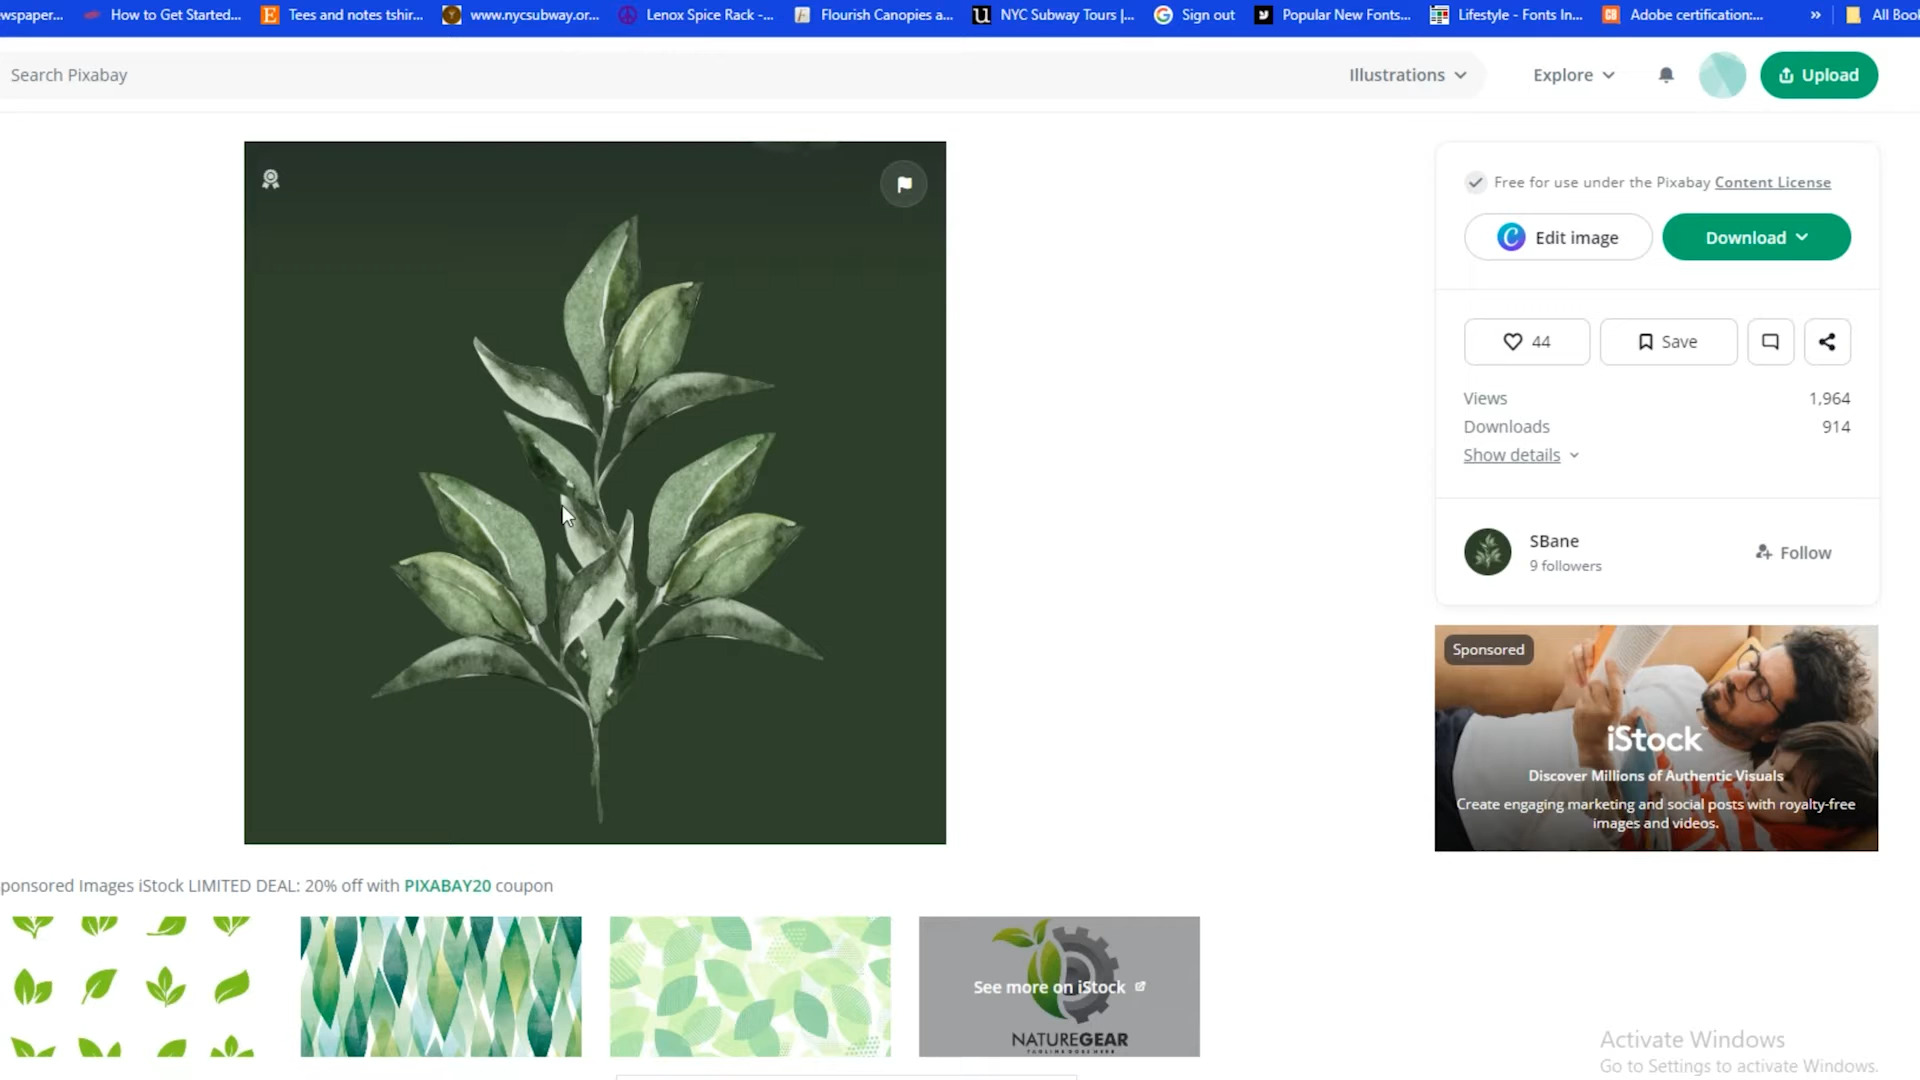 wspaper... How to Get Started... Tees and notes tshir... www.nycsubway.or... Lenox Spice Rack -... Flourish Canopies a... NYC Subway Tours |... Sign out Popular New Fonts... Lifestyle - Fonts In... Adobe certification:... » All Bool
Search Pixabay Illustrations Explore Upload
Free for use under the Pixabay Content License
Edit image Download
44 Save
Views 1,964
Downloads 914
Show details
SBane
9 followers
Follow
Sponsored
iStock
Discover Millions of Authentic Visuals
Create engaging marketing and social posts with royalty-free
images and videos.
ponsored Images iStock LIMITED DEAL: 20% off with PIXABAY20 coupon
See more on iStock
NATUREGEAR
Activate Windows
Go to Settings to activate Windows.